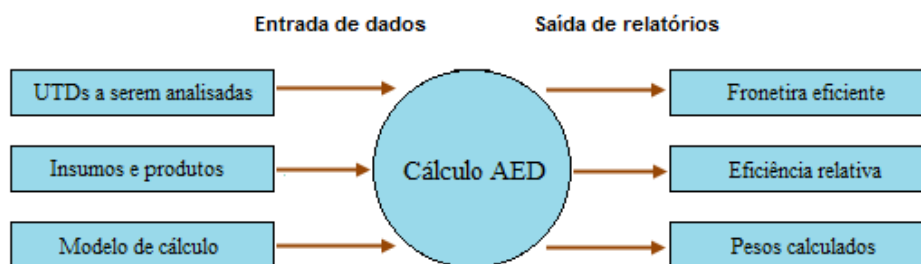 Entrada de dados
Saída de relatórios
UTDs a serem analisadas
Fronetira eficiente
Insumos e produtos
Cálculo AED
Eficiência relativa
Modelo de cálculo
Pesos calculados